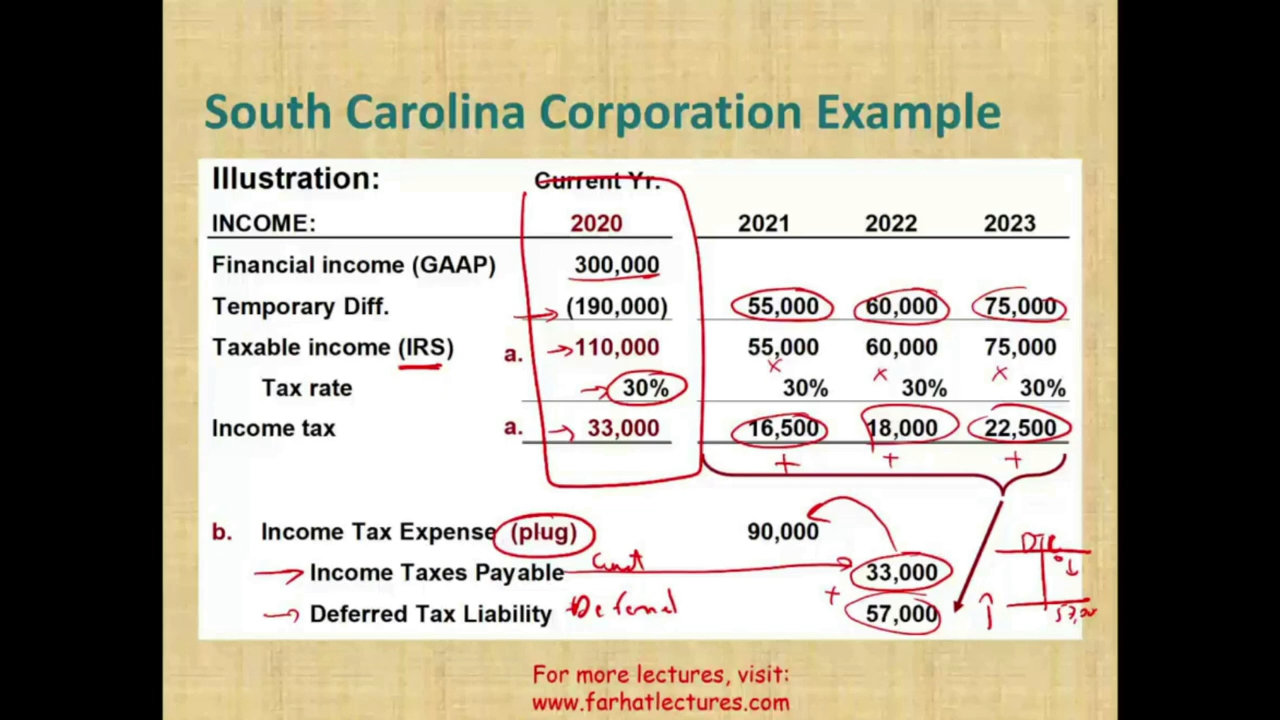 South Carolina Corporation Example
Illustration: Current Yr.
INCOME: 2020 2021 2022 2023
Financial income (GAAP) 300,000
Temporary Diff. (190,000) 55,000 60,000 75,000
Taxable income (IRS) a. 110,000 55,000 60,000 75,000
x x x
Tax rate 30% 30% 30% 30%
Income tax a. 33,000 16,500 18,000 22,500
+ + +
b. Income Tax Expense (plug) 90,000
Income Taxes Payable 33,000
+
Deferred Tax Liability 57,000
For more lectures, visit:
www.farhatlectures.com